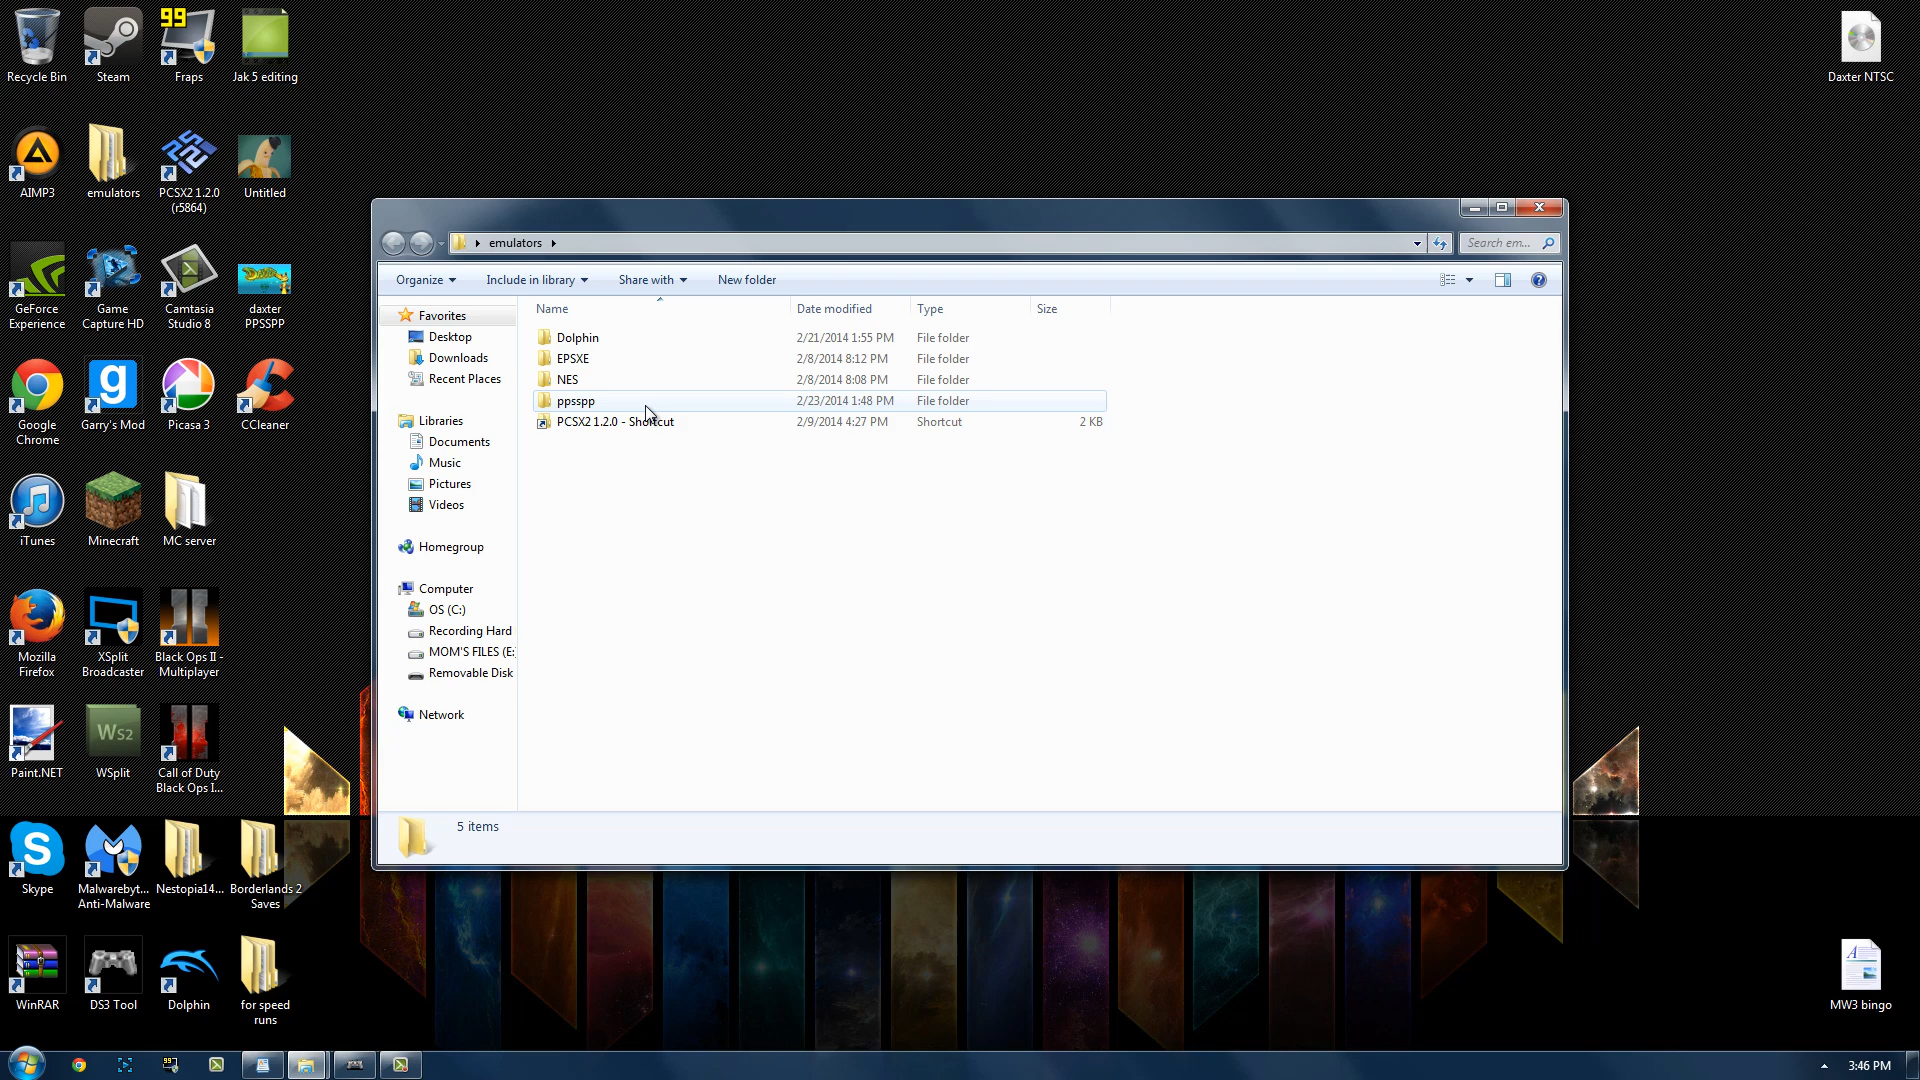 99
Recycle Bin
Steam
Fraps
Jak 5 editing
Daxter NTSC
AIMP3
emulators
PCSX2 1.2.0
(r5864)
Untitled
GeForce
Experience
Game
Capture HD
Camtasia
Studio 8
daxter
PPSSPP
Google
Chrome
Garry's Mod
Picasa 3
CCleaner
iTunes
Minecraft
MC server
Mozilla
Firefox
XSplit
Broadcaster
Black Ops II -
Multiplayer
Paint.NET
WS2
WSplit
Call of Duty
Black Ops I...
Skype
Malwarebyt...
Anti-Malware
Nestopia14...
Borderlands 2
Saves
WinRAR
DS3 Tool
Dolphin
for speed
runs
MW3 bingo
emulators
Search em...
Organize
Include in library
Share with
New folder
Name
Date modified
Type
Size
Favorites
Desktop
Downloads
Recent Places
Libraries
Documents
Music
Pictures
Videos
Homegroup
Computer
OS (C:)
Recording Hard
MOM'S FILES (E:
Removable Disk
Network
Dolphin 2/21/2014 1:55 PM File folder
EPSXE 2/8/2014 8:12 PM File folder
NES 2/8/2014 8:08 PM File folder
ppsspp 2/23/2014 1:48 PM File folder
PCSX2 1.2.0 - Shortcut 2/9/2014 4:27 PM Shortcut 2 KB
5 items
99
3:46 PM